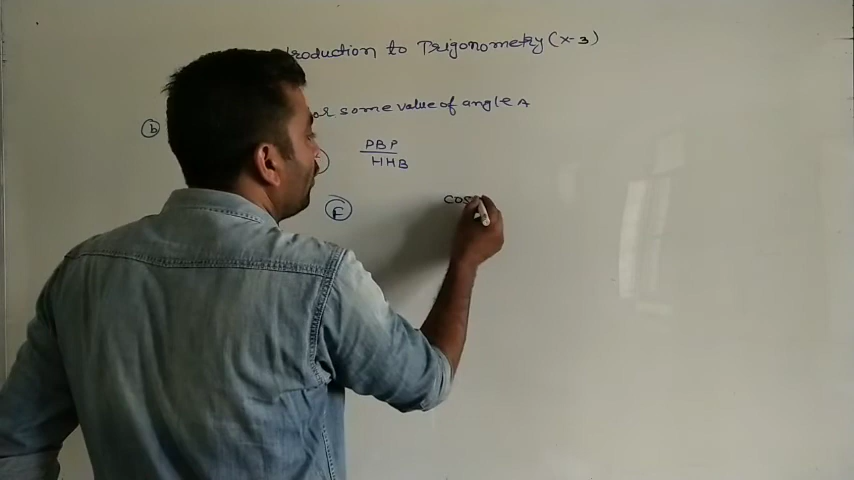 roduction to Trigonometry (X-3)
b or some value of angle A
PBP
HHB
F cos